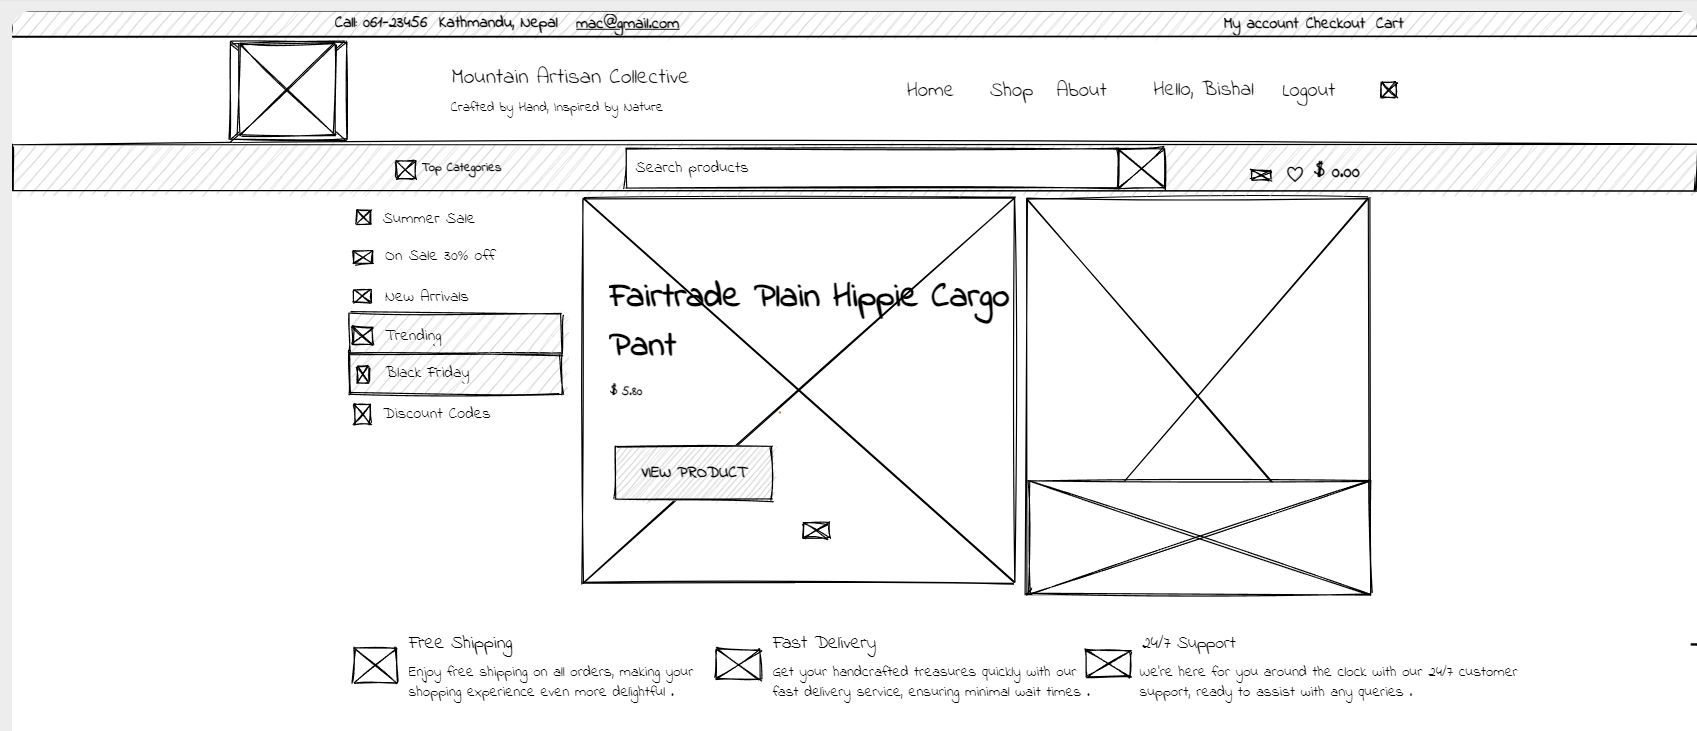 Call: 061-23456 Kathmandu, Nepal mac@gmail.com My account Checkout Cart
Mountain Artisan Collective
Crafted by Hand, Inspired by Nature
Home Shop About Hello, Bishal Logout
Top Categories Search products $ 0.00
Summer Sale
On Sale 30% off
New Arrivals
Trending
Black Friday
Discount Codes
Fairtrade Plain Hippie Cargo
Pant
$ 5.80
VIEW PRODUCT
Free Shipping
Enjoy free shipping on all orders, making your
shopping experience even more delightful .
Fast Delivery
Get your handcrafted treasures quickly with our
fast delivery service, ensuring minimal wait times .
24/7 Support
we're here for you around the clock with our 24/7 customer
support, ready to assist with any queries .